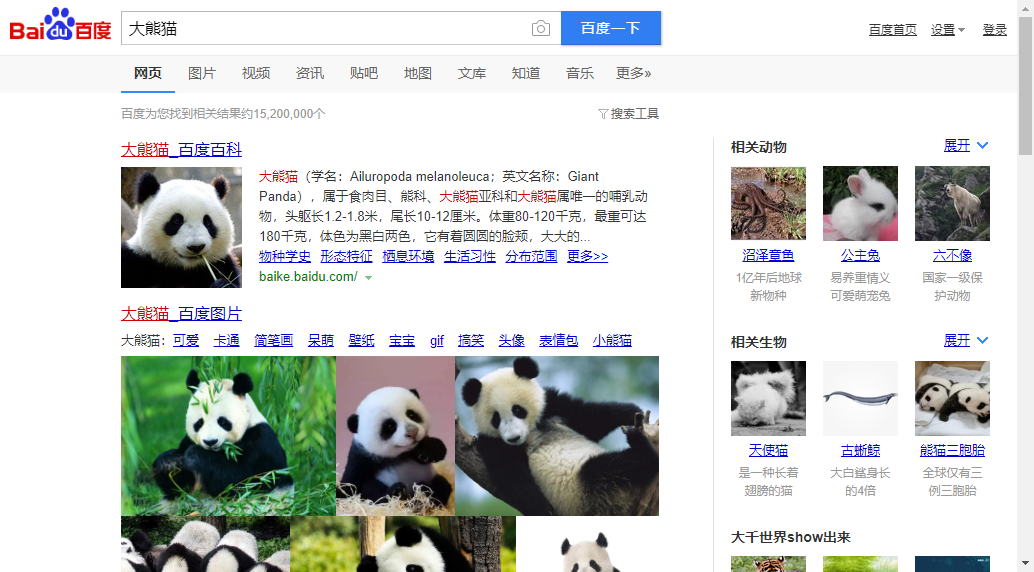 Bai du 百度
大熊猫
百度一下
百度首页 设置 登录
网页 图片 视频 资讯 贴吧 地图 文库 知道 音乐 更多»
百度为您找到相关结果约15,200,000个
搜索工具
大熊猫_百度百科
大熊猫（学名：Ailuropoda melanoleuca；英文名称：Giant
Panda），属于食肉目、熊科、大熊猫亚科和大熊猫属唯一的哺乳动
物，头躯长1.2-1.8米，尾长10-12厘米。体重80-120千克，最重可达
180千克，体色为黑白两色，它有着圆圆的脸颊，大大的...
物种学史 形态特征 栖息环境 生活习性 分布范围 更多>>
baike.baidu.com/
大熊猫_百度图片
大熊猫：可爱 卡通 简笔画 呆萌 壁纸 宝宝 gif 搞笑 头像 表情包 小熊猫
相关动物 展开
沼泽章鱼 公主兔 六不像
1亿年后地球 易养重情义 国家一级保
新物种 可爱萌宠兔 护动物
相关生物 展开
天使猫 古蜥鲸 熊猫三胞胎
是一种长着 大白鲨身长 全球仅有三
翅膀的猫 的4倍 例三胞胎
大千世界show出来